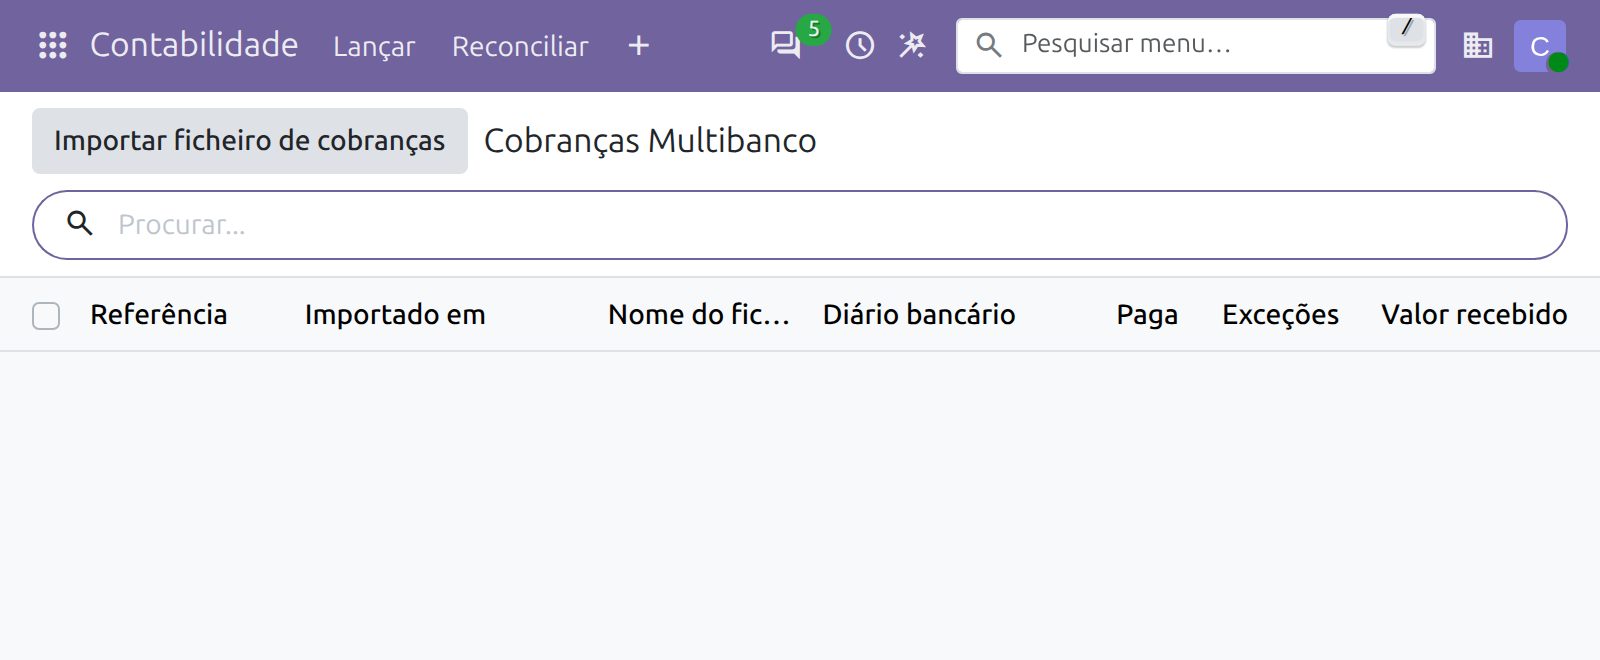 Contabilidade Lançar Reconciliar + 5 Pesquisar menu... / C
Importar ficheiro de cobranças Cobranças Multibanco
Procurar...
Referência Importado em Nome do fic... Diário bancário Paga Exceções Valor recebido